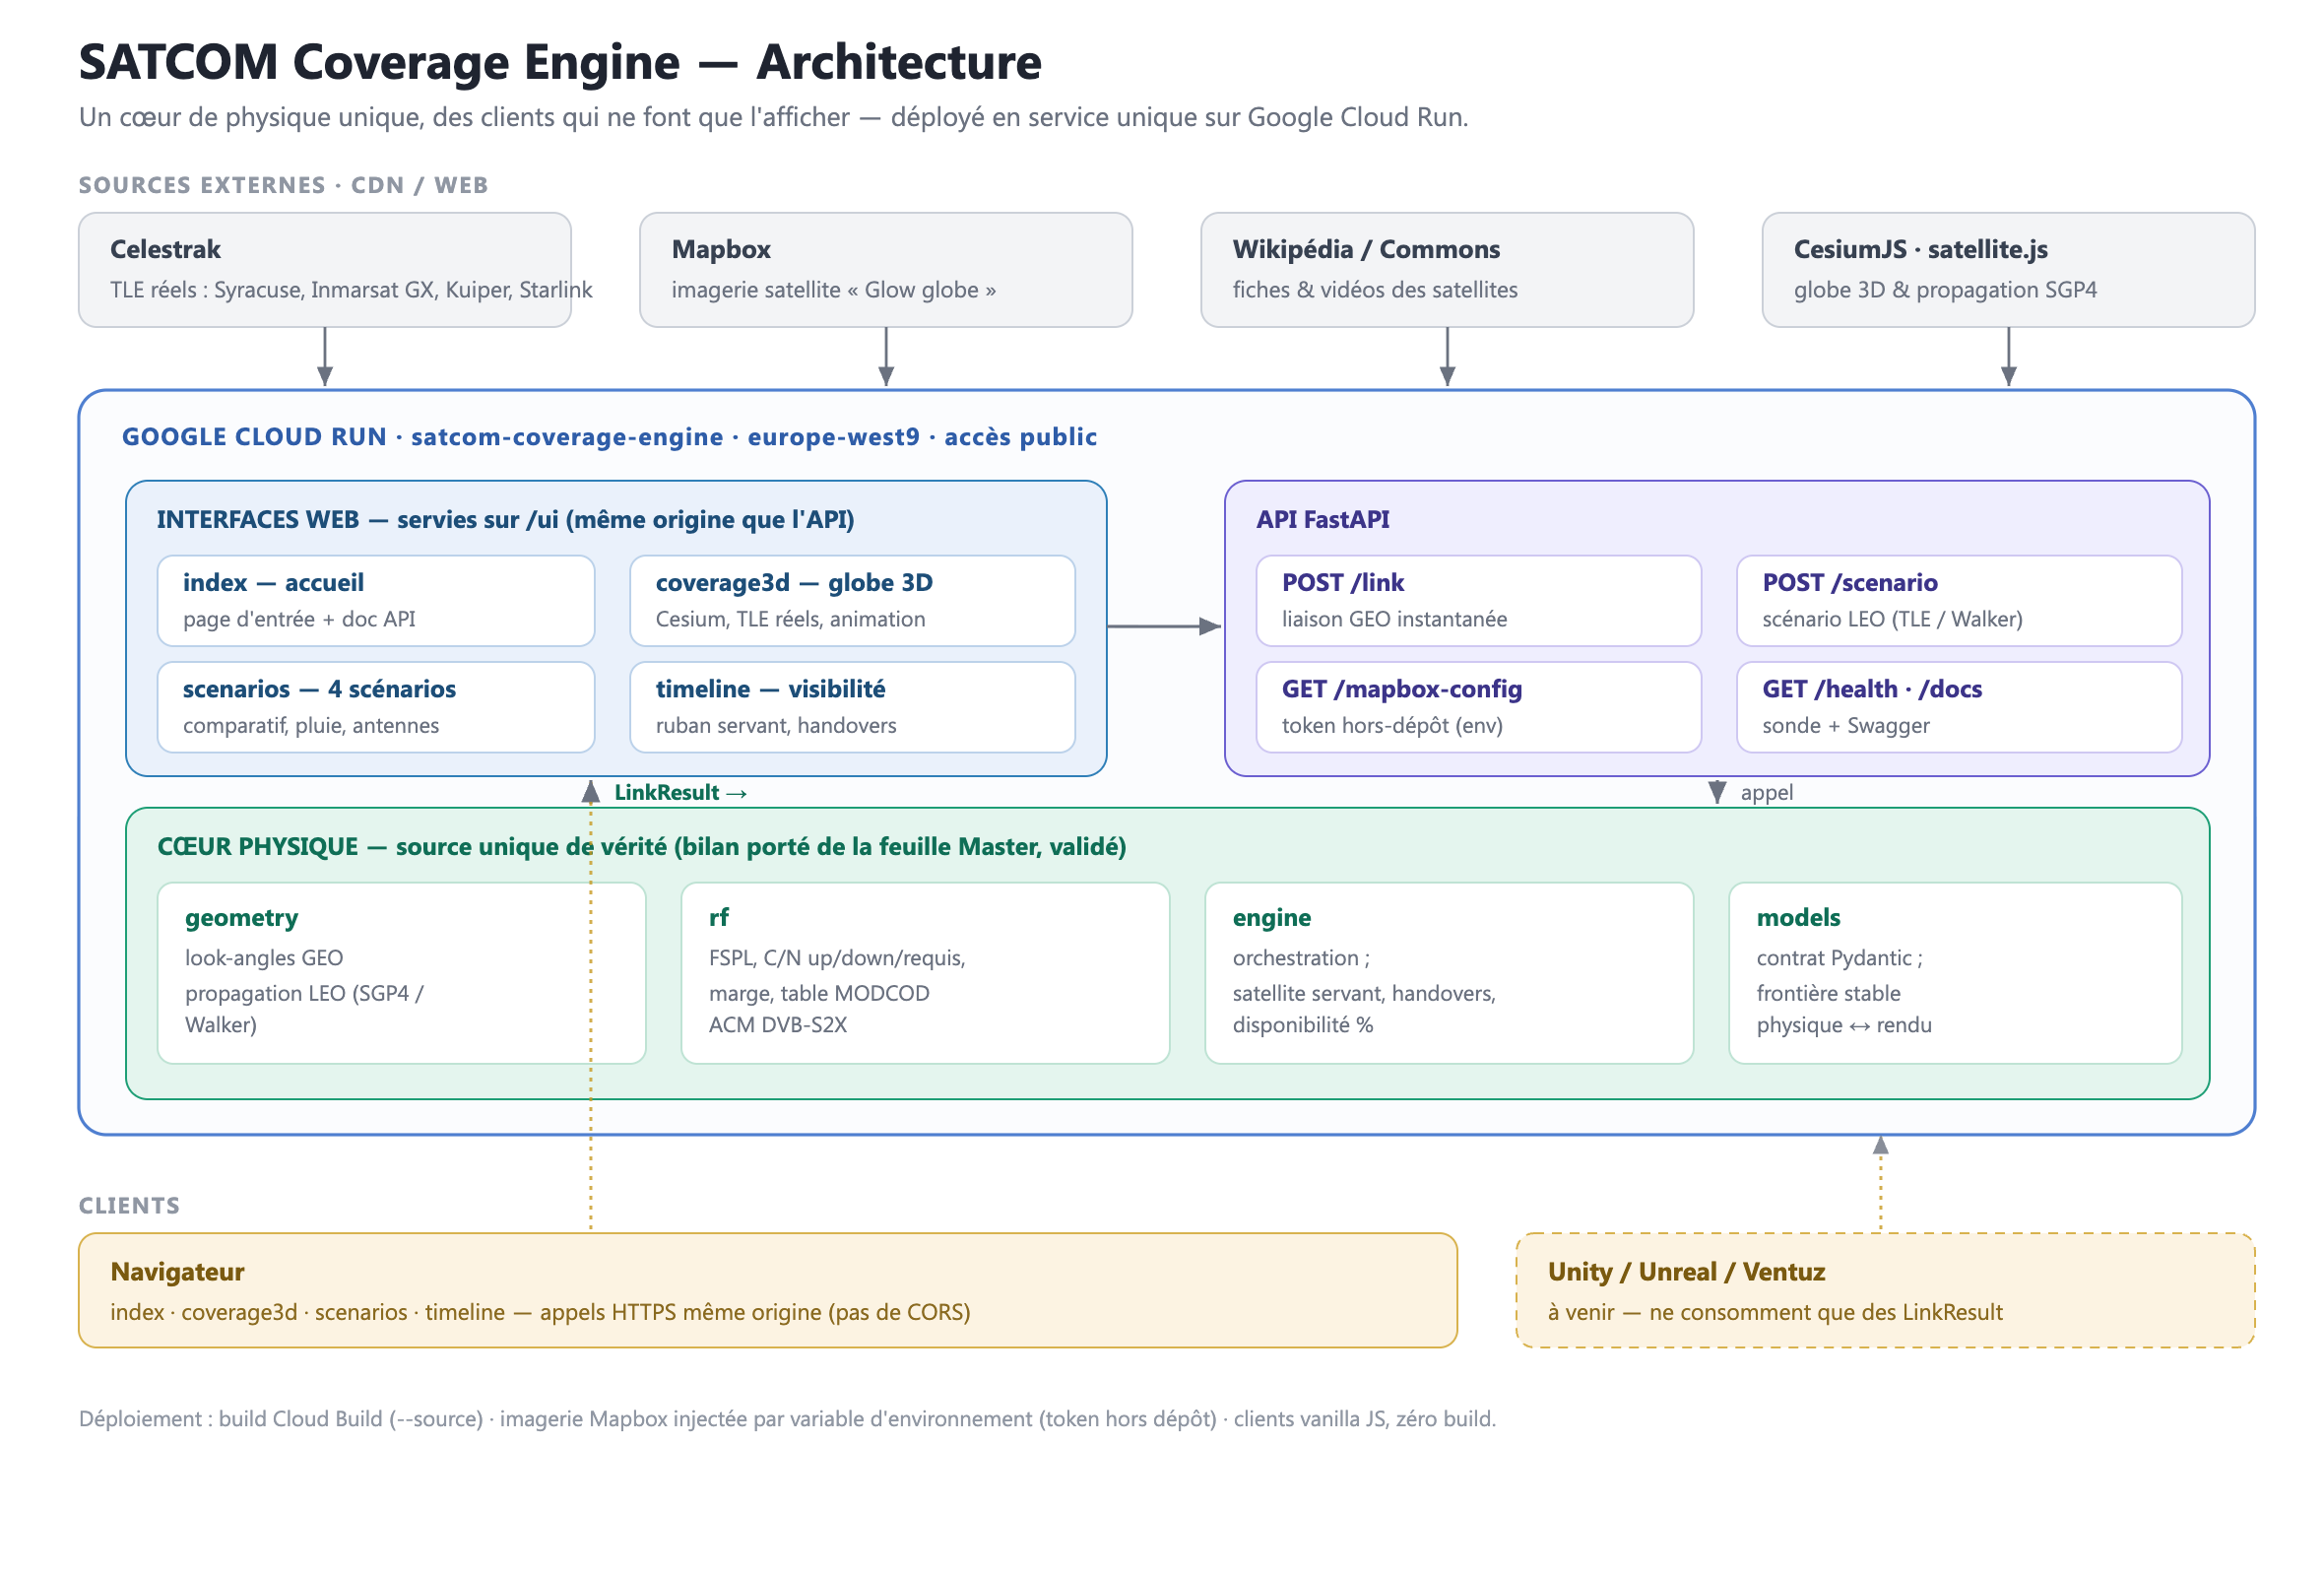 SATCOM Coverage Engine — Architecture
Un cœur de physique unique, des clients qui ne font que l'afficher — déployé en service unique sur Google Cloud Run.
SOURCES EXTERNES · CDN / WEB
Celestrak
TLE réels : Syracuse, Inmarsat GX, Kuiper, Starlink
Mapbox
imagerie satellite « Glow globe »
Wikipédia / Commons
fiches & vidéos des satellites
CesiumJS · satellite.js
globe 3D & propagation SGP4
GOOGLE CLOUD RUN · satcom-coverage-engine · europe-west9 · accès public
INTERFACES WEB — servies sur /ui (même origine que l'API)
index — accueil
page d'entrée + doc API
coverage3d — globe 3D
Cesium, TLE réels, animation
scenarios — 4 scénarios
comparatif, pluie, antennes
timeline — visibilité
ruban servant, handovers
API FastAPI
POST /link
liaison GEO instantanée
POST /scenario
scénario LEO (TLE / Walker)
GET /mapbox-config
token hors-dépôt (env)
GET /health · /docs
sonde + Swagger
LinkResult →
appel
CŒUR PHYSIQUE — source unique de vérité (bilan porté de la feuille Master, validé)
geometry
look-angles GEO
propagation LEO (SGP4 /
Walker)
rf
FSPL, C/N up/down/requis,
marge, table MODCOD
ACM DVB-S2X
engine
orchestration ;
satellite servant, handovers,
disponibilité %
models
contrat Pydantic ;
frontière stable
physique ↔ rendu
CLIENTS
Navigateur
index · coverage3d · scenarios · timeline — appels HTTPS même origine (pas de CORS)
Unity / Unreal / Ventuz
à venir — ne consomment que des LinkResult
Déploiement : build Cloud Build (--source) · imagerie Mapbox injectée par variable d'environnement (token hors dépôt) · clients vanilla JS, zéro build.